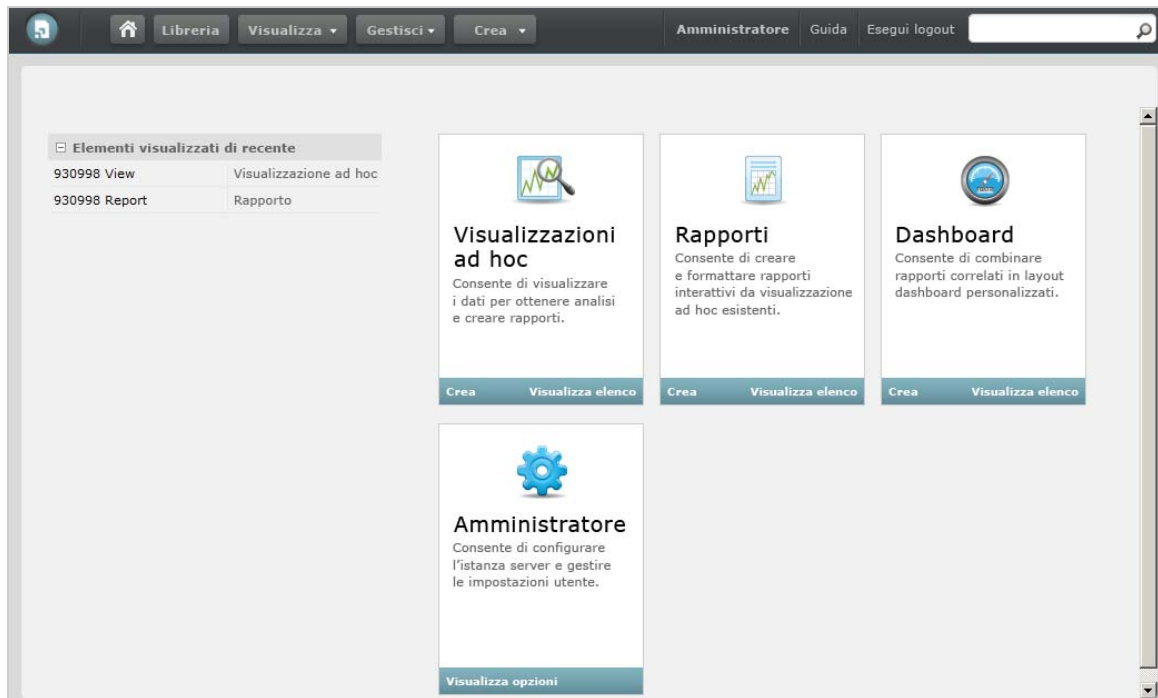 Libreria Visualizza Gestisci Crea Amministratore Guida Esegui logout
Elementi visualizzati di recente
930998 View Visualizzazione ad hoc
930998 Report Rapporto
Visualizzazioni
ad hoc
Consente di visualizzare
i dati per ottenere analisi
e creare rapporti.
Crea Visualizza elenco
Rapporti
Consente di creare
e formattare rapporti
interattivi da visualizzazione
ad hoc esistenti.
Crea Visualizza elenco
Dashboard
Consente di combinare
rapporti correlati in layout
dashboard personalizzati.
Crea Visualizza elenco
Amministratore
Consente di configurare
l'istanza server e gestire
le impostazioni utente.
Visualizza opzioni